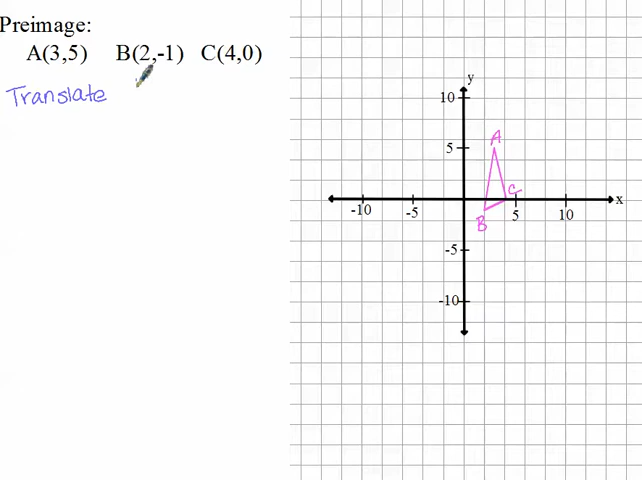 Preimage:
A(3,5) B(2,-1) C(4,0)
Translate
y
10
A
5
C
x
-10
-5
5
10
B
-5
-10